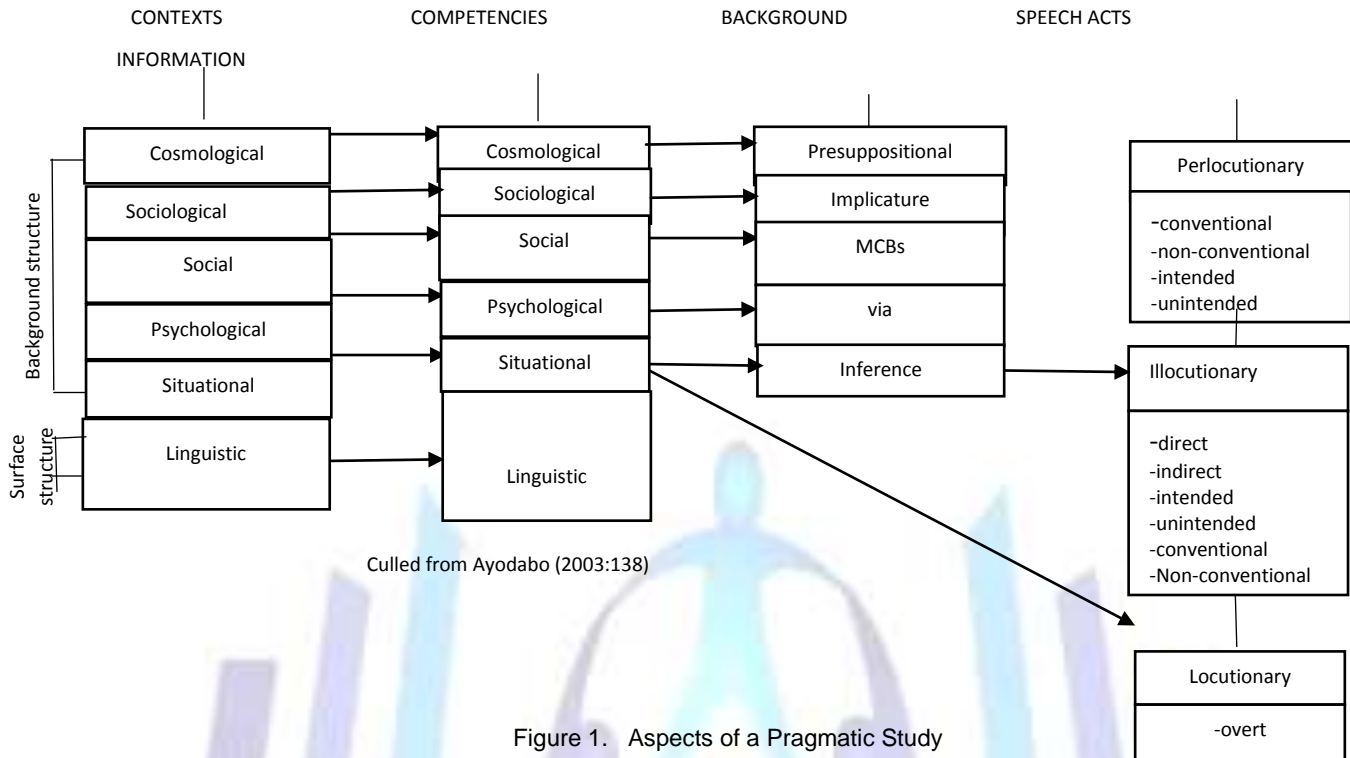 CONTEXTS COMPETENCIES BACKGROUND SPEECH ACTS
INFORMATION
Background structure
Surface
structure
Cosmological
Sociological
Social
Psychological
Situational
Linguistic
Cosmological
Sociological
Social
Psychological
Situational
Linguistic
Presuppositional
Implicature
MCBs
via
Inference
Perlocutionary
-conventional
-non-conventional
-intended
-unintended
Illocutionary
-direct
-indirect
-intended
-unintended
-conventional
-Non-conventional
Locutionary
-overt
Culled from Ayodabo (2003:138)
Figure 1. Aspects of a Pragmatic Study